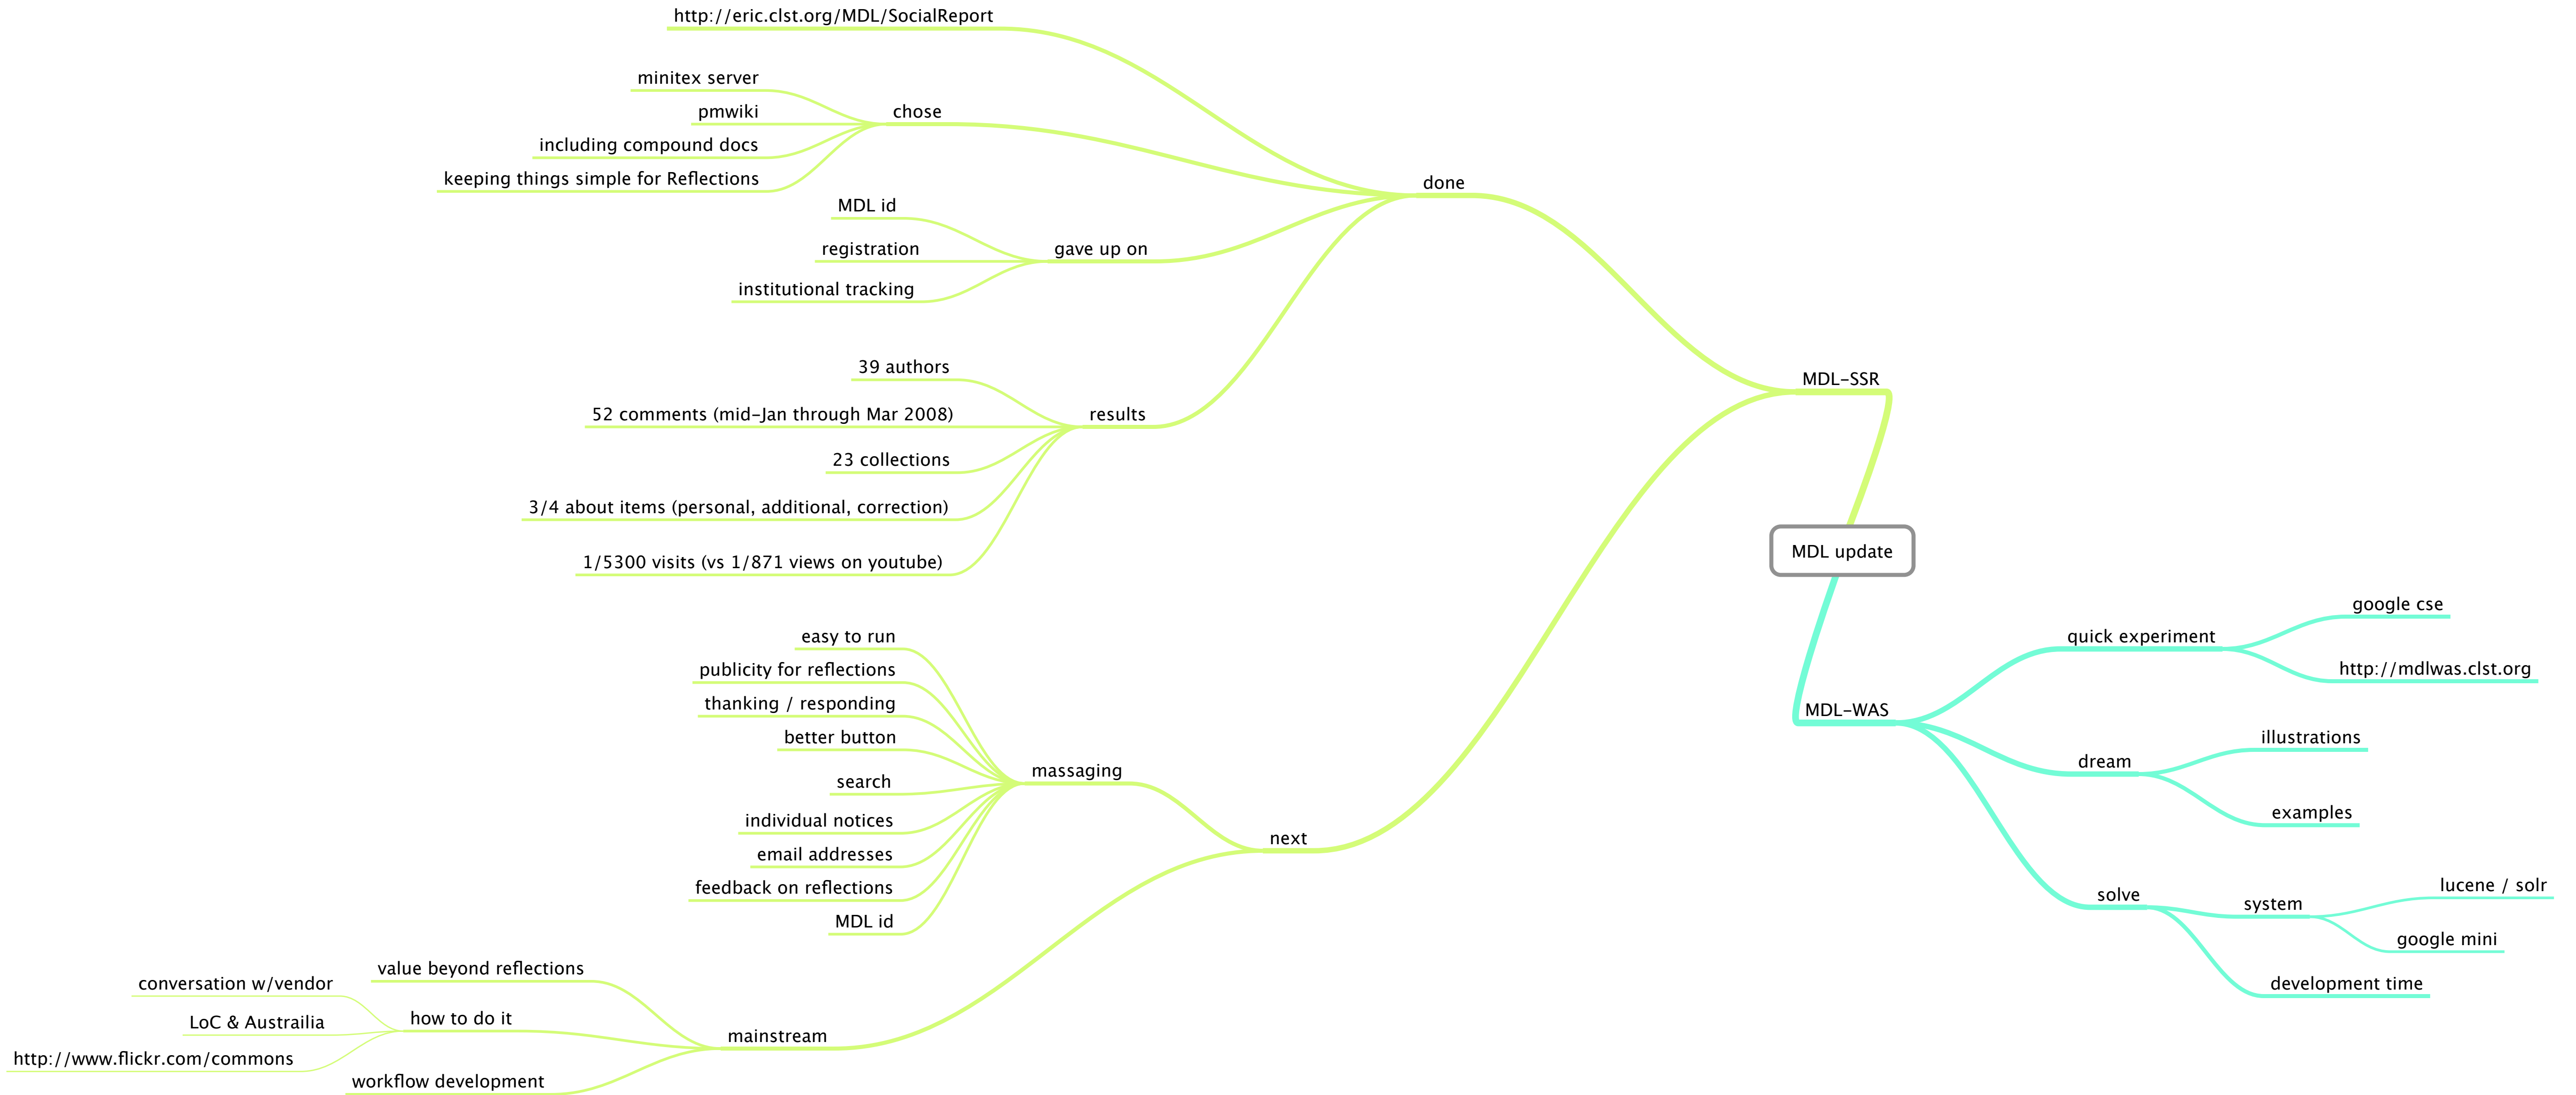 MDL update
MDL-SSR
done
http://eric.clst.org/MDL/SocialReport
chose
minitex server
pmwiki
including compound docs
keeping things simple for Reflections
gave up on
MDL id
registration
institutional tracking
results
39 authors
52 comments (mid-Jan through Mar 2008)
23 collections
3/4 about items (personal, additional, correction)
1/5300 visits (vs 1/871 views on youtube)
next
massaging
easy to run
publicity for reflections
thanking / responding
better button
search
individual notices
email addresses
feedback on reflections
MDL id
mainstream
value beyond reflections
how to do it
conversation w/vendor
LoC & Austrailia
http://www.flickr.com/commons
workflow development
MDL-WAS
quick experiment
google cse
http://mdlwas.clst.org
dream
illustrations
examples
solve
system
lucene / solr
google mini
development time